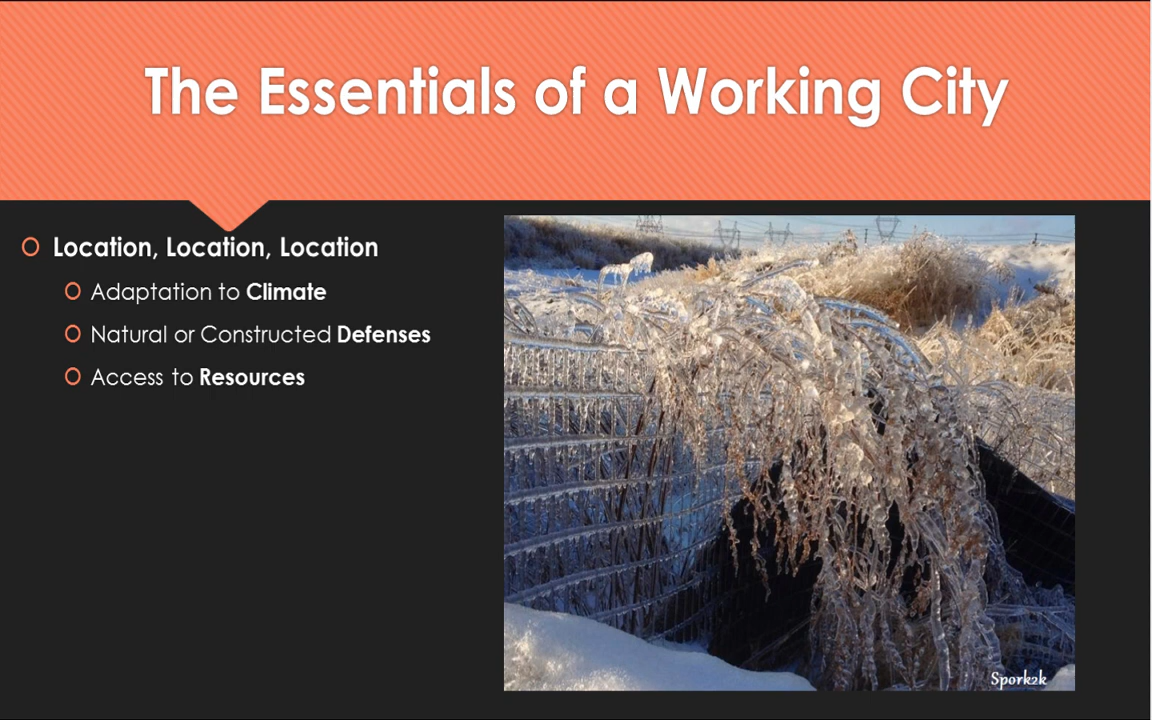 The Essentials of a Working City
Location, Location, Location
Adaptation to Climate
Natural or Constructed Defenses
Access to Resources
Spork2k